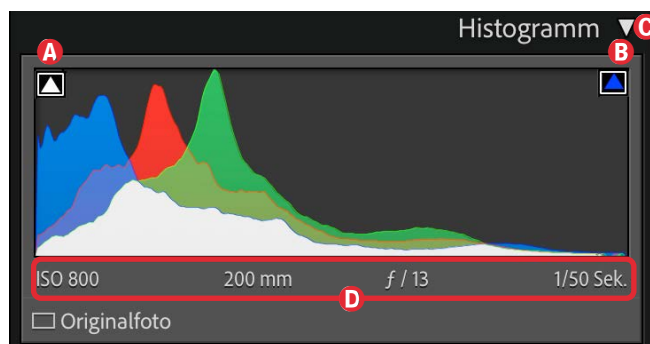 Histogramm C
A B
ISO 800 200 mm ƒ / 13 1/50 Sek.
D
Originalfoto